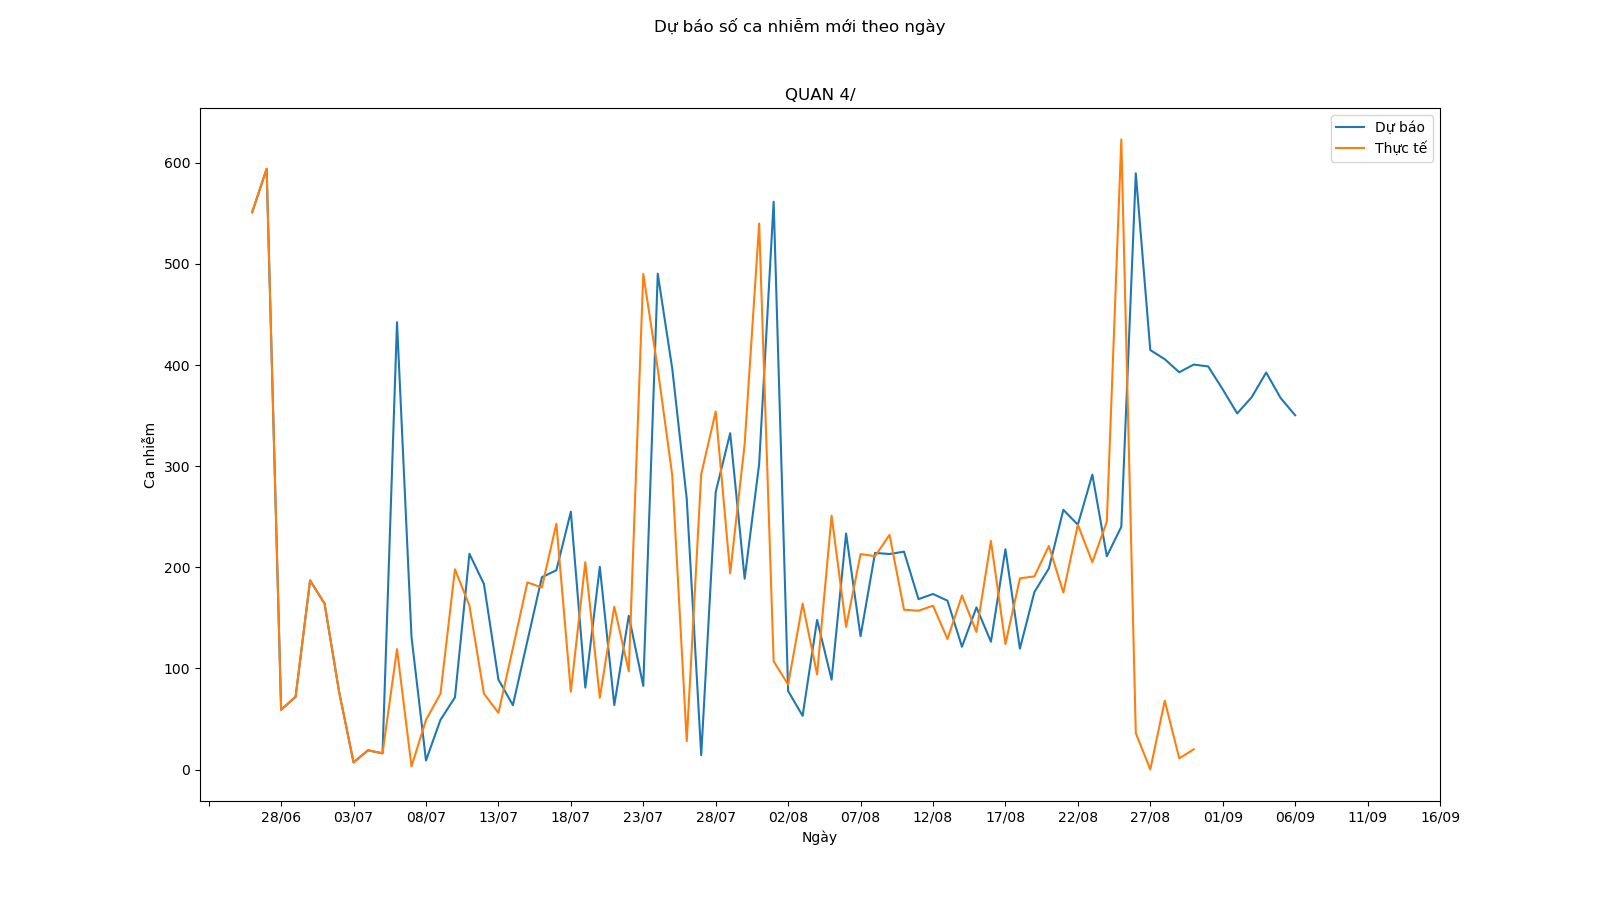 Dự báo số ca nhiễm mới theo ngày
QUAN 4/
Dự báo
Thực tế
600
500
400
300
200
100
0
Ca nhiễm
28/06 03/07 08/07 13/07 18/07 23/07 28/07 02/08 07/08 12/08 17/08 22/08 27/08 01/09 06/09 11/09 16/09
Ngày